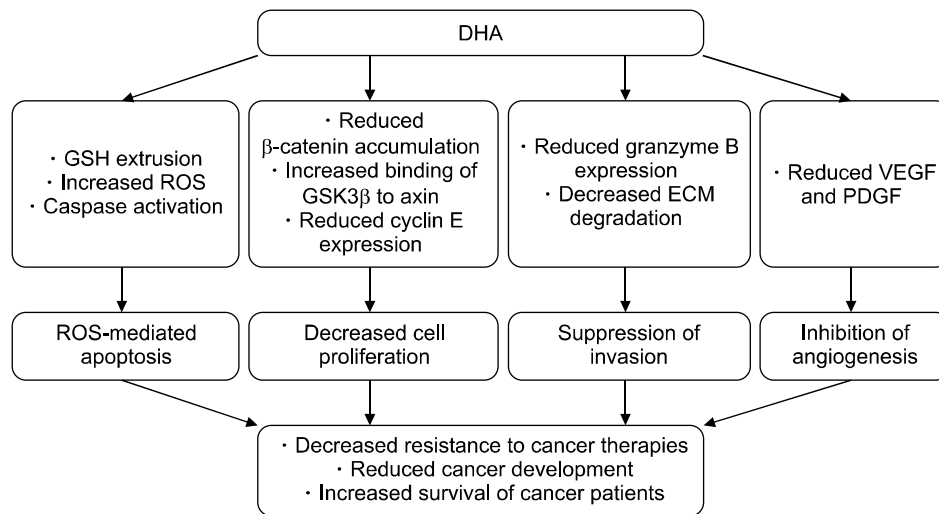 DHA
· GSH extrusion
· Increased ROS
· Caspase activation
· Reduced
β-catenin accumulation
· Increased binding of
GSK3β to axin
· Reduced cyclin E
expression
· Reduced granzyme B
expression
· Decreased ECM
degradation
· Reduced VEGF
and PDGF
ROS-mediated
apoptosis
Decreased cell
proliferation
Suppression of
invasion
Inhibition of
angiogenesis
· Decreased resistance to cancer therapies
· Reduced cancer development
· Increased survival of cancer patients